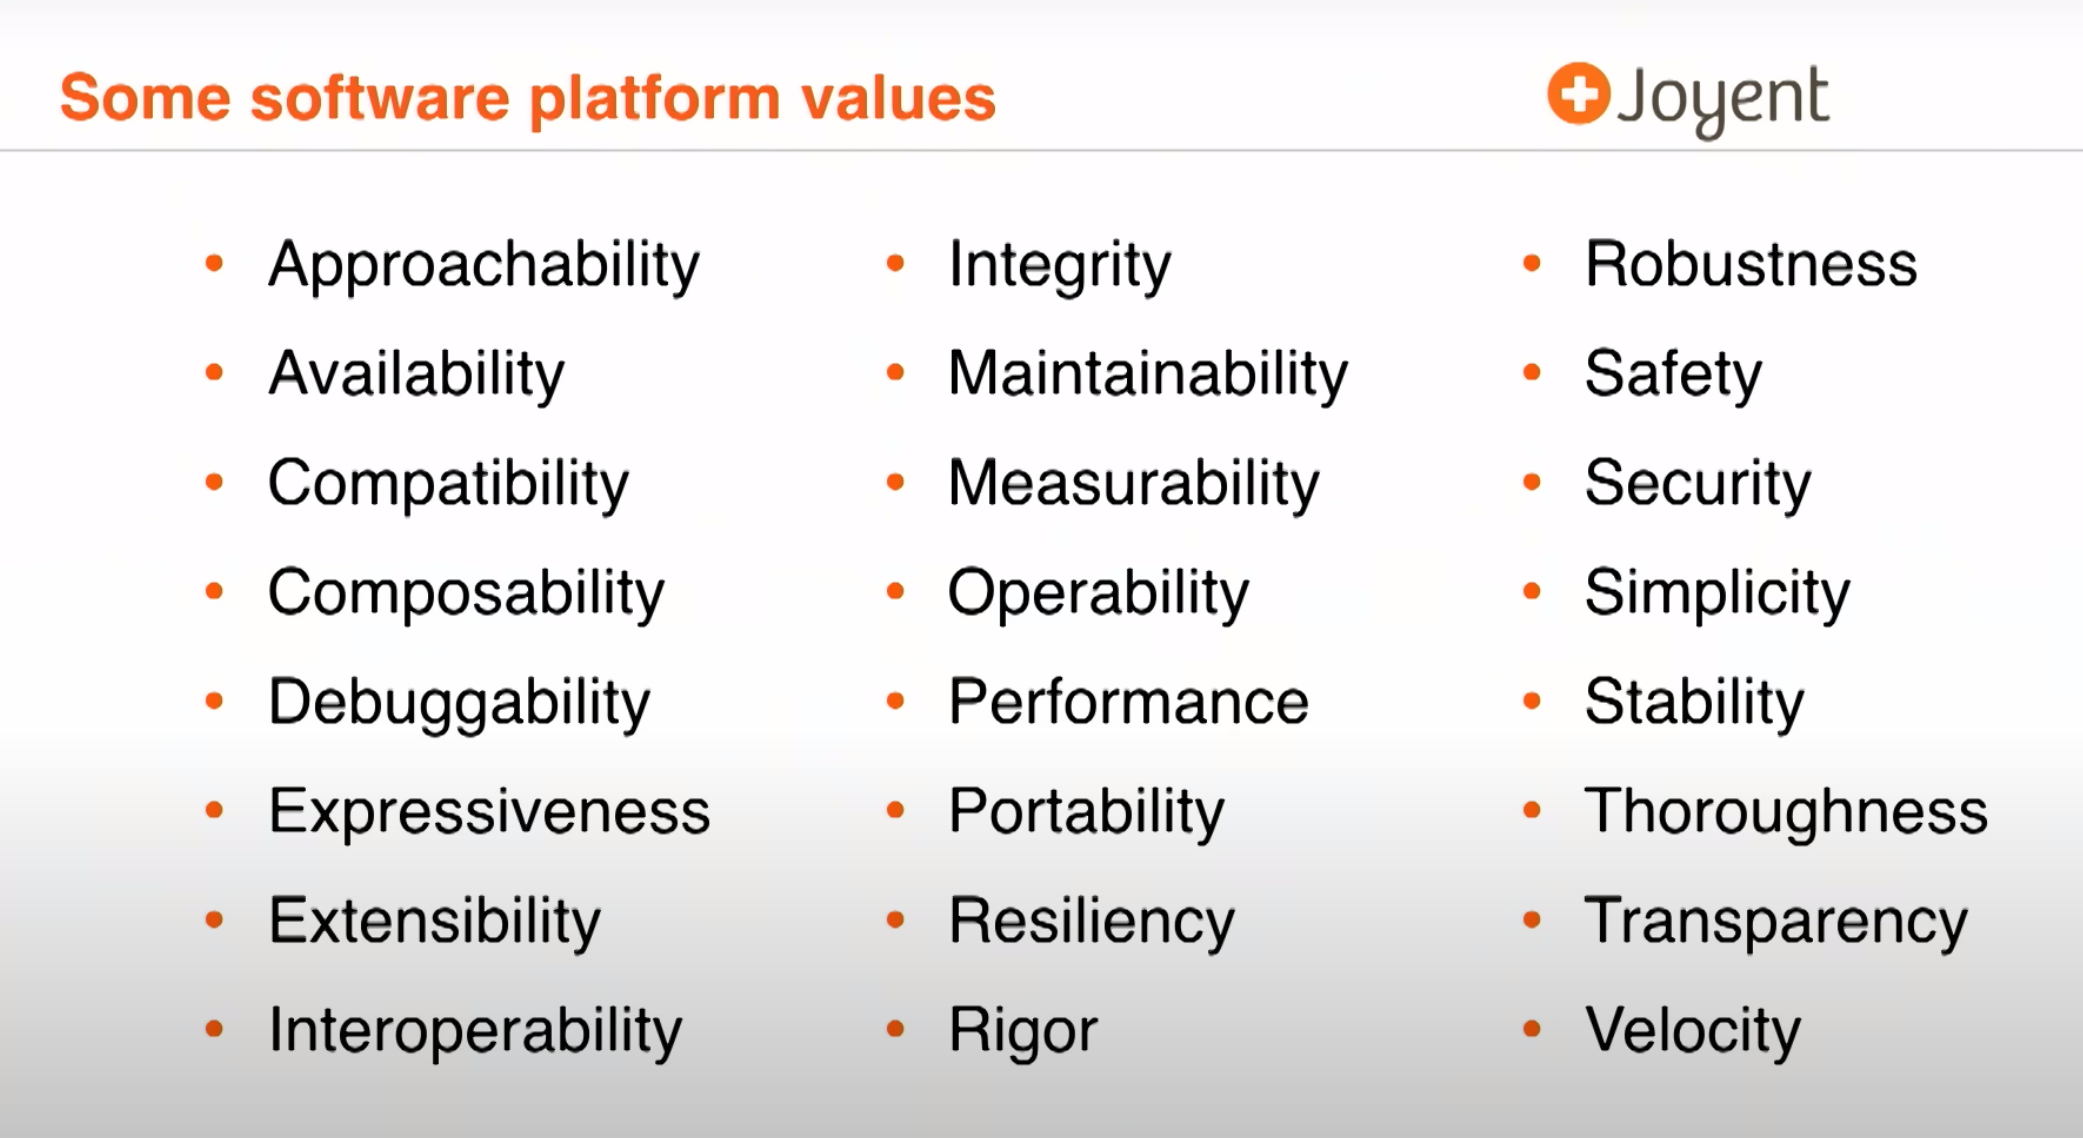 Some software platform values
Joyent
Approachability
Availability
Compatibility
Composability
Debuggability
Expressiveness
Extensibility
Interoperability
Integrity
Maintainability
Measurability
Operability
Performance
Portability
Resiliency
Rigor
Robustness
Safety
Security
Simplicity
Stability
Thoroughness
Transparency
Velocity